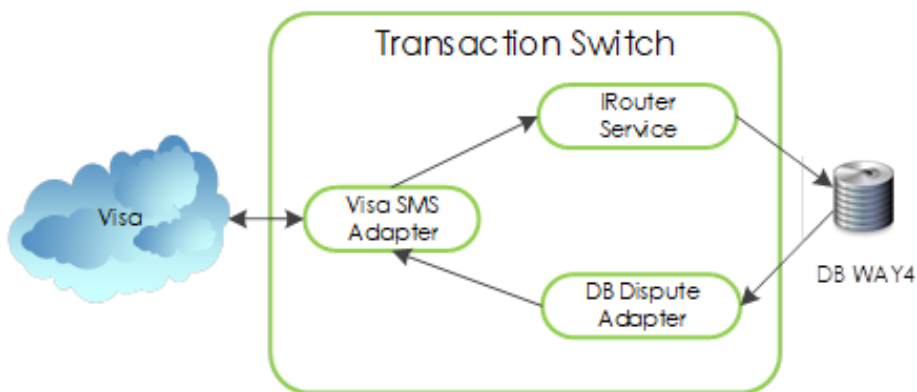 Transaction Switch
IRouter
Service
Visa
Visa SMS
Adapter
DB Dispute
Adapter
DB WAY4